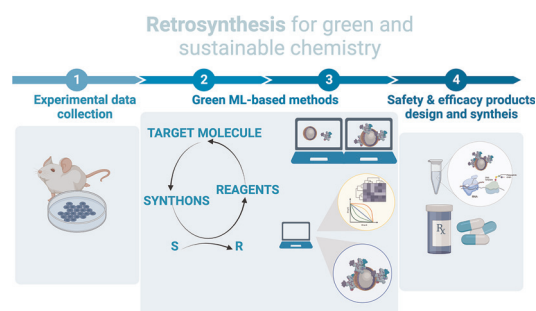 Retrosynthesis for green and
sustainable chemistry
1
2
3
4
Experimental data
collection
Green ML-based methods
Safety & efficacy products
design and syntheis
TARGET MOLECULE
SYNTHONS
REAGENTS
S
R
Rx